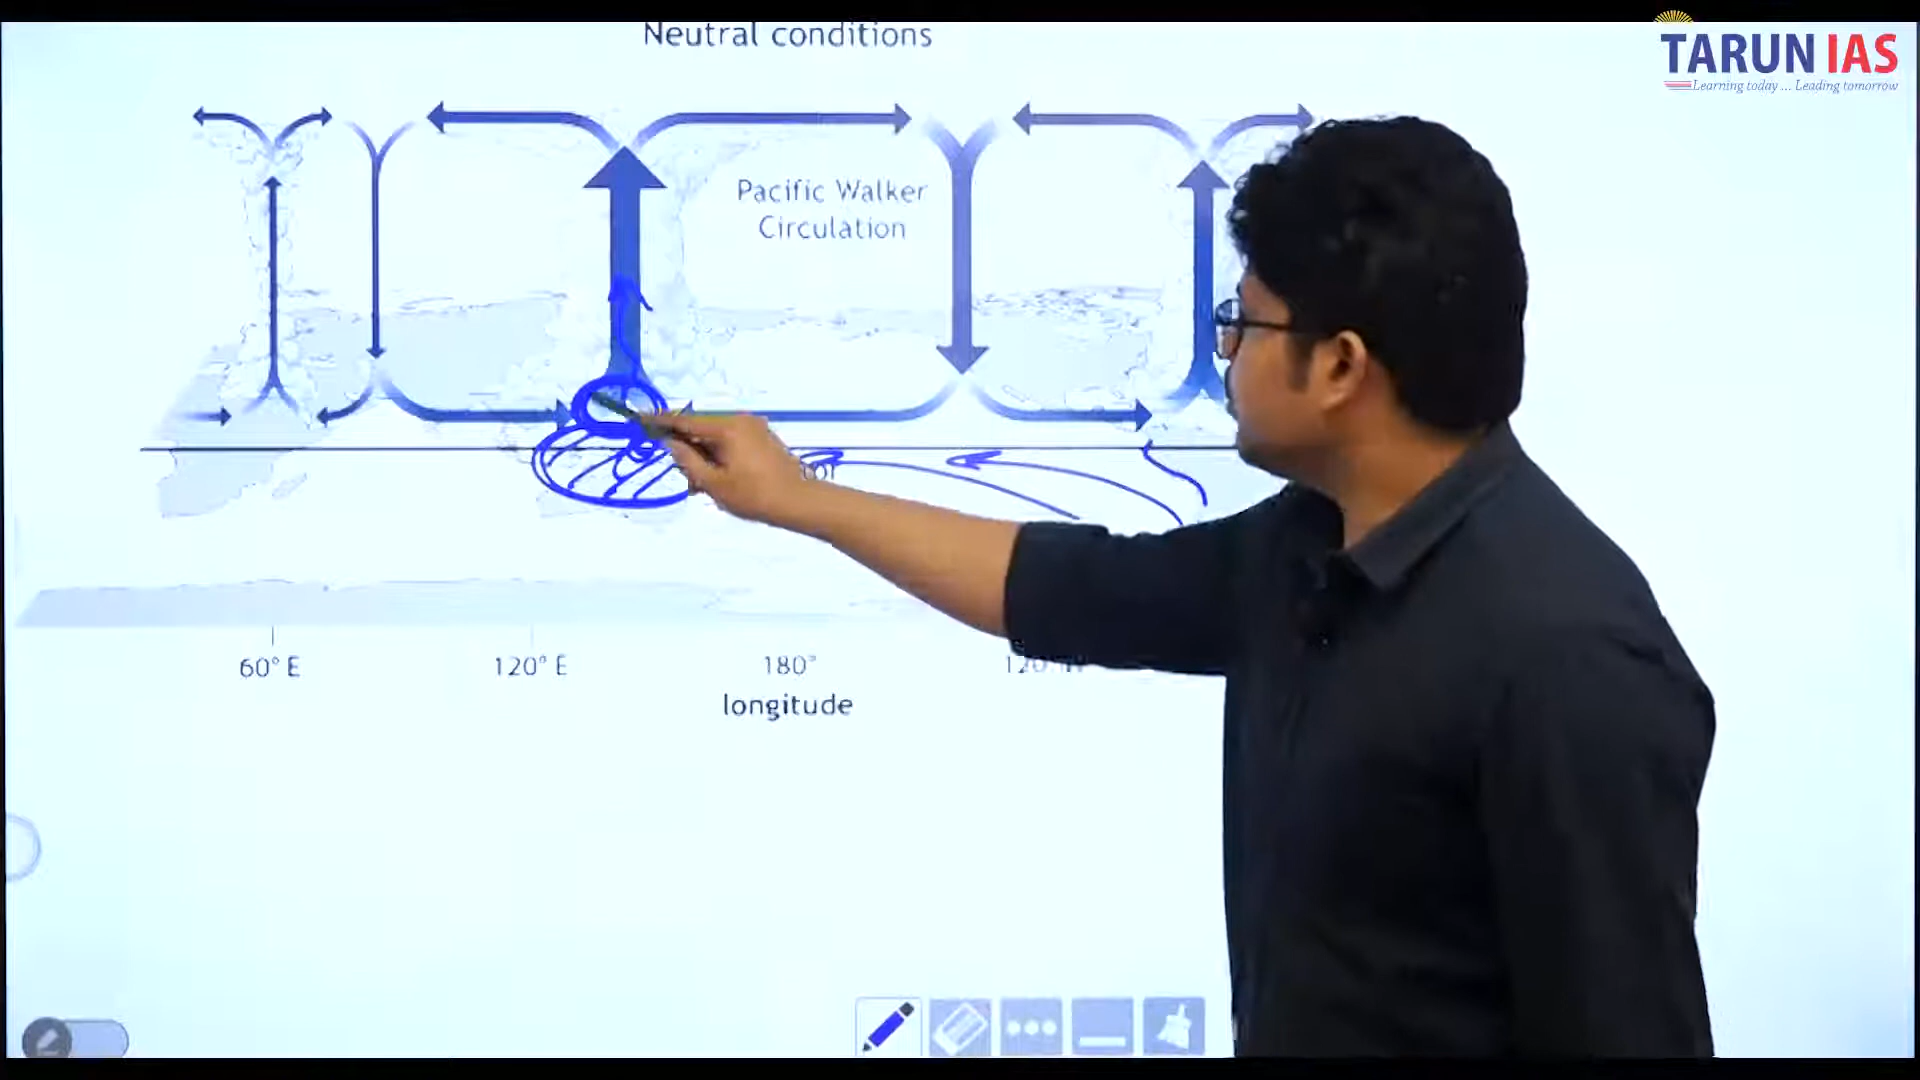 Neutral conditions
TARUN IAS
Learning today ... Leading tomorrow
Pacific Walker
Circulation
60° E
120° E
180°
longitude